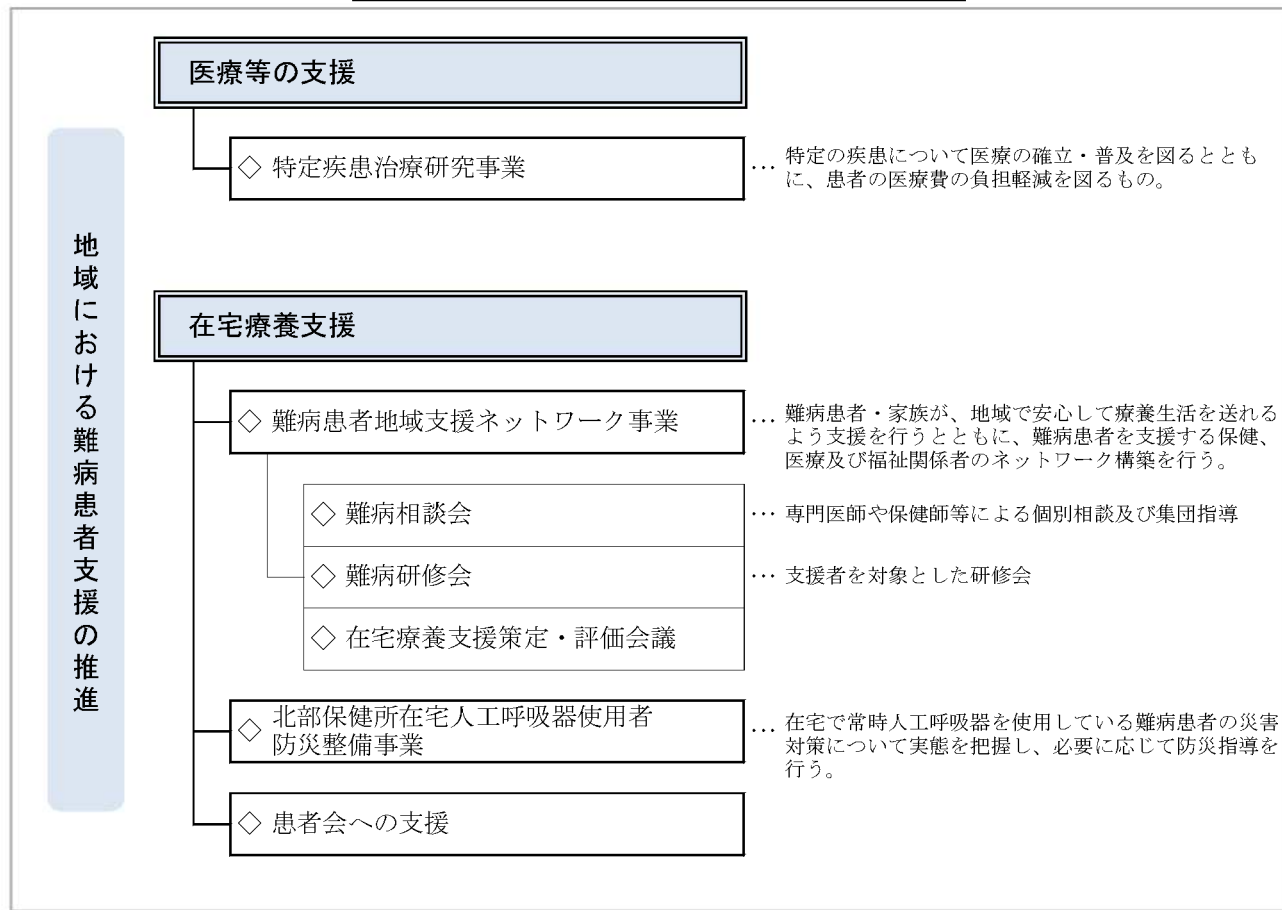 地域における難病患者支援の推進
医療等の支援
◇ 特定疾患治療研究事業
… 特定の疾患について医療の確立・普及を図るととも
に、患者の医療費の負担軽減を図るもの。
在宅療養支援
◇ 難病患者地域支援ネットワーク事業
… 難病患者・家族が、地域で安心して療養生活を送れる
よう支援を行うとともに、難病患者を支援する保健、
医療及び福祉関係者のネットワーク構築を行う。
◇ 難病相談会
… 専門医師や保健師等による個別相談及び集団指導
◇ 難病研修会
… 支援者を対象とした研修会
◇ 在宅療養支援策定・評価会議
◇ 北部保健所在宅人工呼吸器使用者
防災整備事業
… 在宅で常時人工呼吸器を使用している難病患者の災害
対策について実態を把握し、必要に応じて防災指導を
行う。
◇ 患者会への支援